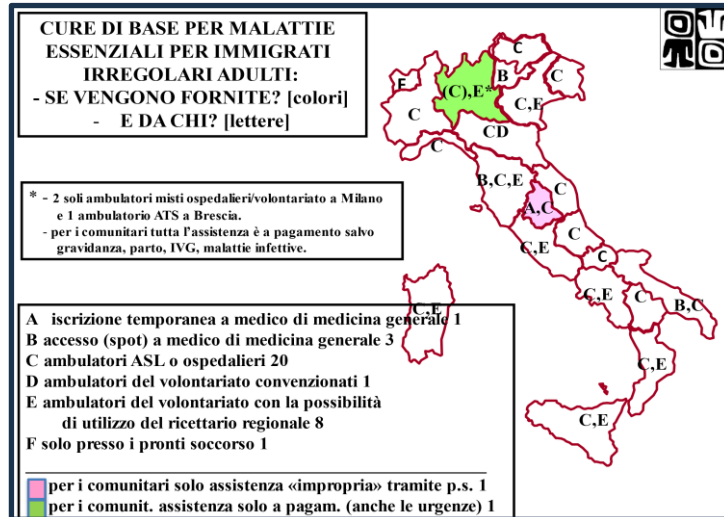 CURE DI BASE PER MALATTIE
ESSENZIALI PER IMMIGRATI
IRREGOLARI ADULTI:
- SE VENGONO FORNITE? [colori]
- E DA CHI? [lettere]
* - 2 soli ambulatori misti ospedalieri/volontariato a Milano
e 1 ambulatorio ATS a Brescia.
- per i comunitari tutta l'assistenza è a pagamento salvo
gravidanza, parto, IVG, malattie infettive.
C
B
C
(C),E*
C,E
C
CD
C
B,C,E
C
A,C
C,E
C
C
C,E
C
B,C
C,E
C,E
C,E
A iscrizione temporanea a medico di medicina generale 1
B accesso (spot) a medico di medicina generale 3
C ambulatori ASL o ospedalieri 20
D ambulatori del volontariato convenzionati 1
E ambulatori del volontariato con la possibilità
di utilizzo del ricettario regionale 8
F solo presso i pronti soccorso 1
per i comunitari solo assistenza «impropria» tramite p.s. 1
per i comunit. assistenza solo a pagam. (anche le urgenze) 1